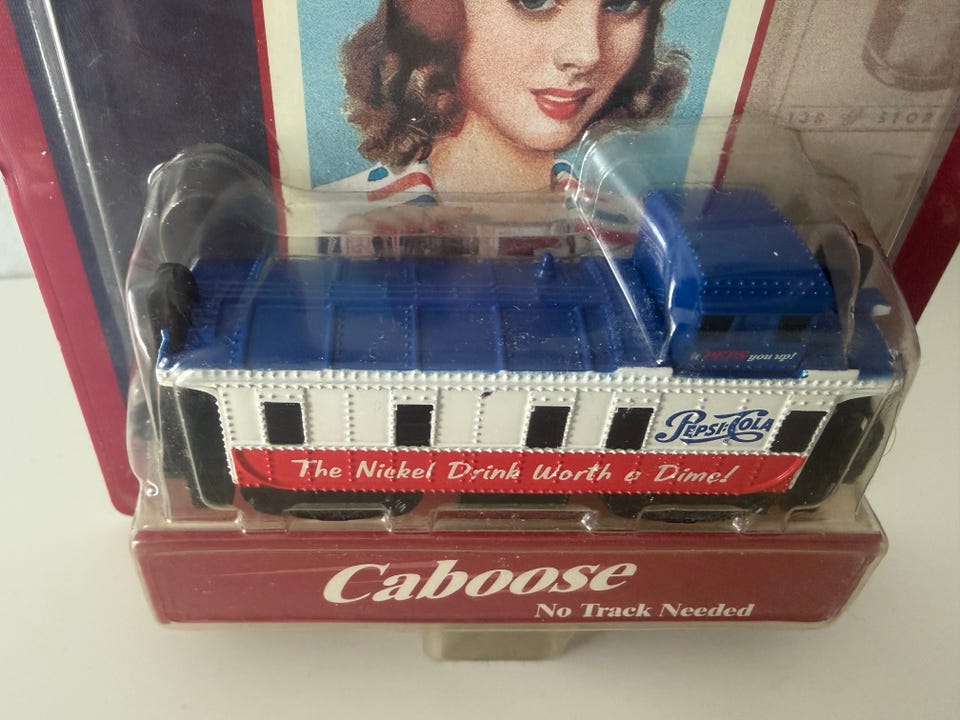 PEPSI-COLA
The Nickel Drink Worth a Dime!
Caboose
No Track Needed